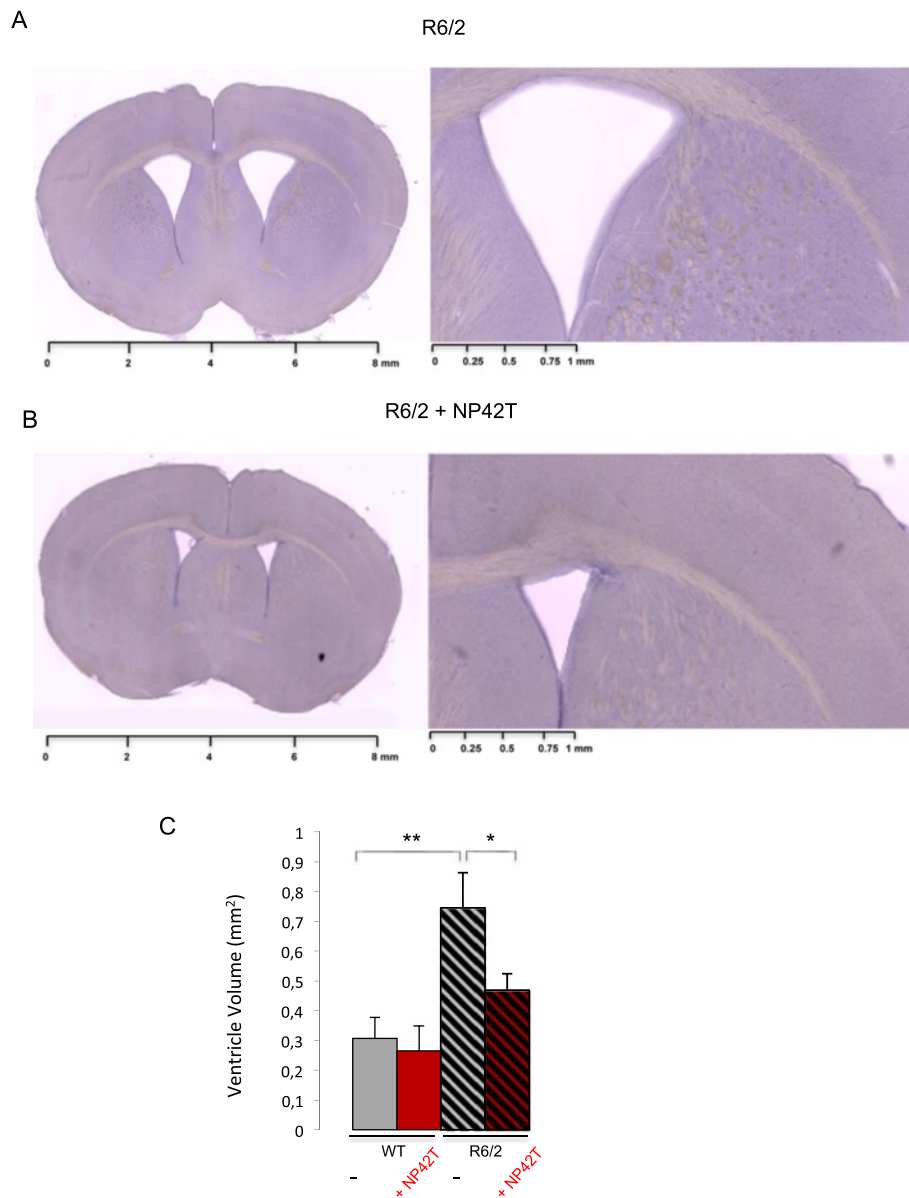 A
R6/2
0 2 4 6 8 mm
0 0.25 0.5 0.75 1 mm
B
R6/2 + NP42T
0 2 4 6 8 mm
0 0.25 0.5 0.75 1 mm
C
** *
1
0,9
0,8
0,7
0,6
0,5
0,4
0,3
0,2
0,1
0
Ventricle Volume (mm²)
WT R6/2
- + NP42T - + NP42T